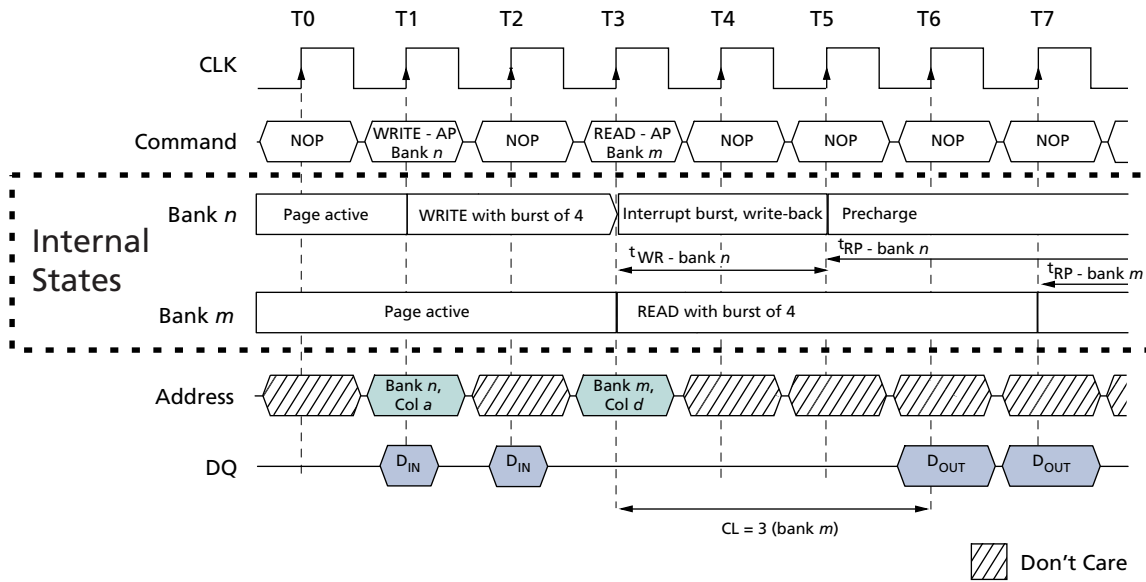 T0 T1 T2 T3 T4 T5 T6 T7
CLK
Command NOP WRITE - AP NOP READ - AP NOP NOP NOP NOP
Bank n Bank m
Internal
States
Bank n Page active WRITE with burst of 4 Interrupt burst, write-back Precharge
tWR - bank n tRP - bank n
tRP - bank m
Bank m Page active READ with burst of 4
Address Bank n, Bank m,
Col a Col d
DQ DIN DIN DOUT DOUT
CL = 3 (bank m)
Don't Care